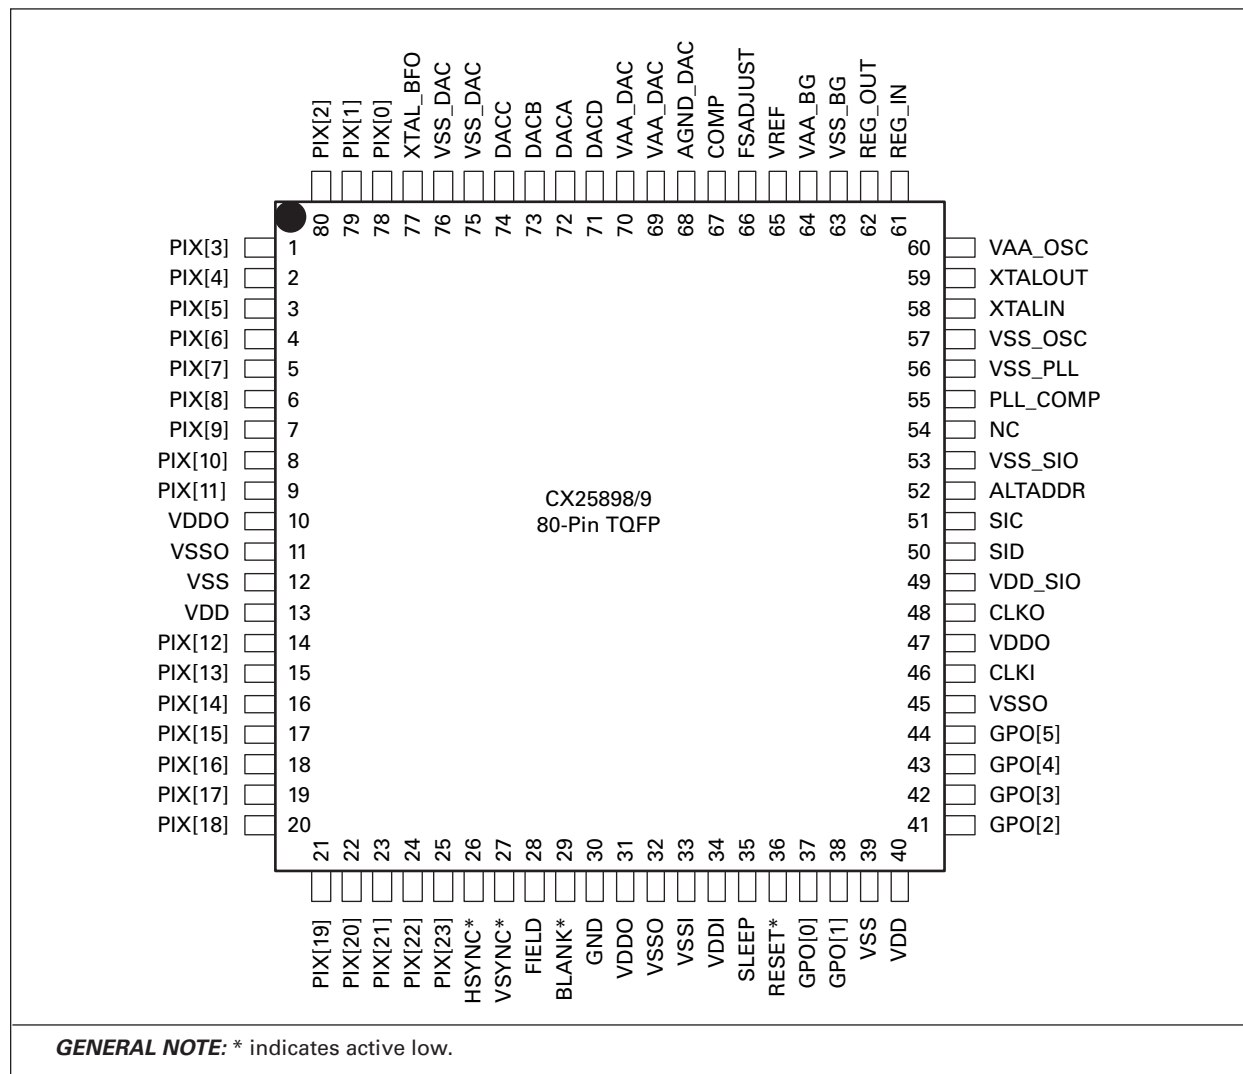 PIX[2]
PIX[1]
PIX[0]
XTAL_BFO
VSS_DAC
VSS_DAC
DACC
DACB
DACA
DACD
VAA_DAC
VAA_DAC
AGND_DAC
COMP
FSADJUST
VREF
VAA_BG
VSS_BG
REG_OUT
REG_IN
80
79
78
77
76
75
74
73
72
71
70
69
68
67
66
65
64
63
62
61
PIX[3] 1
PIX[4] 2
PIX[5] 3
PIX[6] 4
PIX[7] 5
PIX[8] 6
PIX[9] 7
PIX[10] 8
PIX[11] 9
VDDO 10
VSSO 11
VSS 12
VDD 13
PIX[12] 14
PIX[13] 15
PIX[14] 16
PIX[15] 17
PIX[16] 18
PIX[17] 19
PIX[18] 20
CX25898/9
80-Pin TQFP
60 VAA_OSC
59 XTALOUT
58 XTALIN
57 VSS_OSC
56 VSS_PLL
55 PLL_COMP
54 NC
53 VSS_SIO
52 ALTADDR
51 SIC
50 SID
49 VDD_SIO
48 CLKO
47 VDDO
46 CLKI
45 VSSO
44 GPO[5]
43 GPO[4]
42 GPO[3]
41 GPO[2]
21
22
23
24
25
26
27
28
29
30
31
32
33
34
35
36
37
38
39
40
PIX[19]
PIX[20]
PIX[21]
PIX[22]
PIX[23]
HSYNC*
VSYNC*
FIELD
BLANK*
GND
VDDO
VSSO
VSSI
VDDI
SLEEP
RESET*
GPO[0]
GPO[1]
VSS
VDD
GENERAL NOTE: * indicates active low.